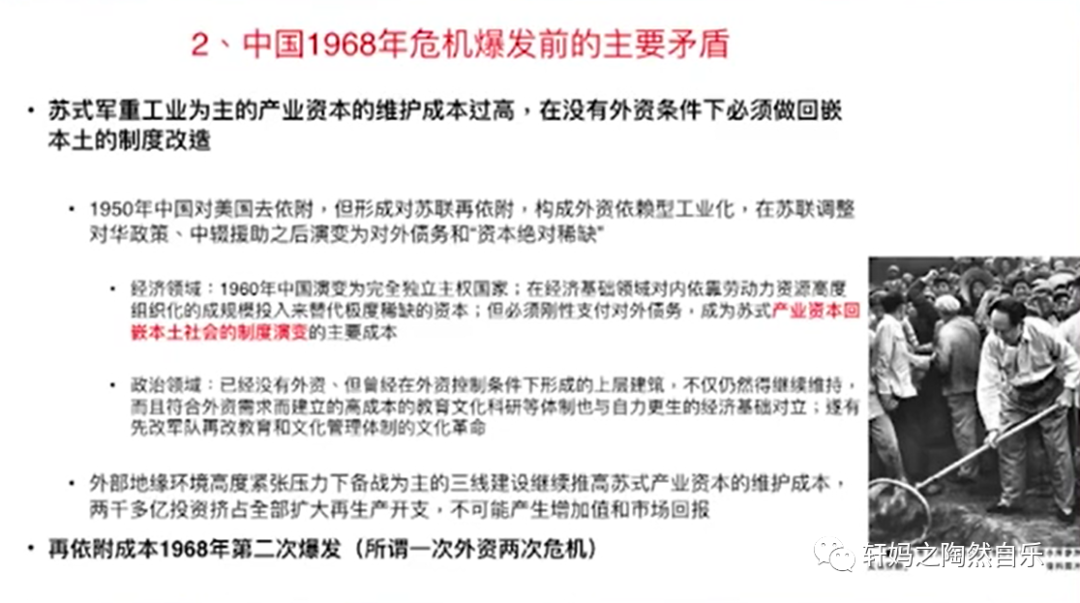 2、中国1968年危机爆发前的主要矛盾
• 苏式军重工业为主的产业资本的维护成本过高，在没有外资条件下必须做回嵌
本土的制度改造
• 1950年中国对美国去依附，但形成对苏联再依附，构成外资依赖型工业化，在苏联调整
对华政策、中辍援助之后演变为对外债务和“资本绝对稀缺”
• 经济领域：1960年中国演变为完全独立主权国家；在经济基础领域对内依靠劳动力资源高度
组织化的成规模投入来替代极度稀缺的资本；但必须刚性支付对外债务，成为苏式产业资本回
嵌本土社会的制度演变的主要成本
• 政治领域：已经没有外资、但曾经在外资控制条件下形成的上层建筑，不仅仍然得继续维持，
而且符合外资需求而建立的高成本的教育文化科研等体制也与自力更生的经济基础对立；遂有
先改军队再改教育和文化管理体制的文化革命
• 外部地缘环境高度紧张压力下备战为主的三线建设继续推高苏式产业资本的维护成本，
两千多亿投资挤占全部扩大再生产开支，不可能产生增加值和市场回报
• 再依附成本1968年第二次爆发（所谓一次外资两次危机）
轩妈之陶然自乐